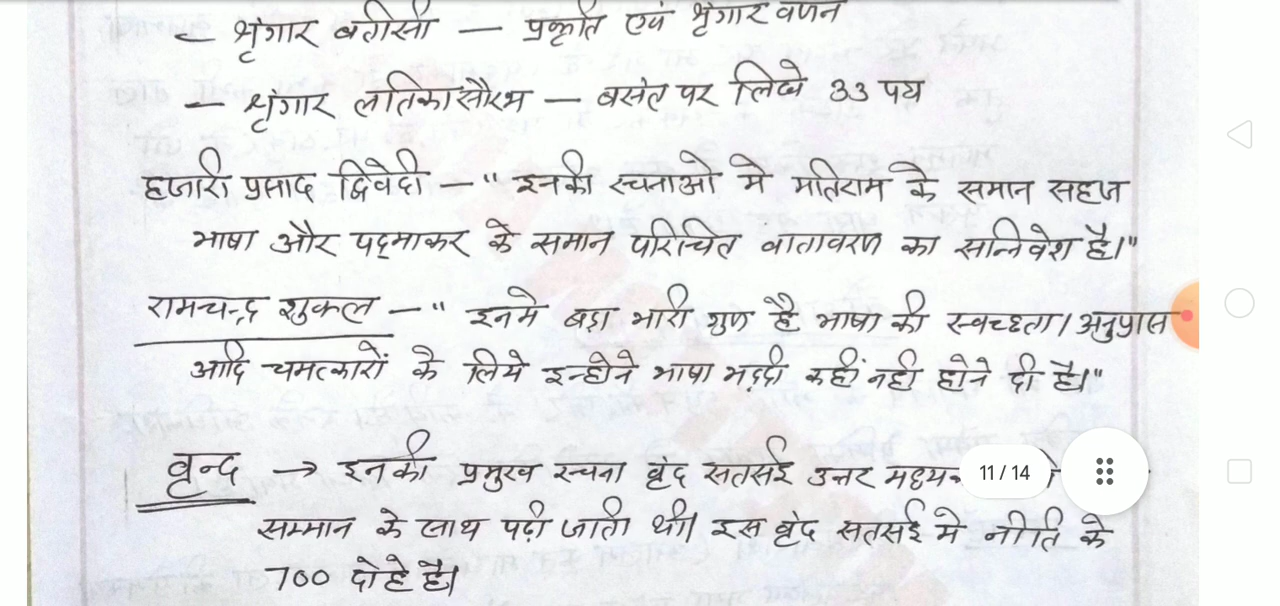 – श्रृंगार बत्तीसी – प्रकृति एवं श्रृंगार वर्णन
– श्रृंगार लतिका सौरभ – बसंत पर लिखे 33 पद्य
हजारी प्रसाद द्विवेदी – " इनकी रचनाओ मे मतिराम के समान सहज
भाषा और पद्माकर के समान परिचित वातावरण का सन्निवेश है।"
रामचन्द्र शुक्ल – " इनमे बड़ा भारी गुण है भाषा की स्वच्छता। अनुप्रास
आदि चमत्कारों के लिये इन्होने भाषा भद्दी कहीं नही होने दी है।"
वृन्द → इनकी प्रमुख रचना वृंद सतसई उत्तर
11 / 14
सम्मान के साथ पढ़ी जाती थी। इस वृंद सतसई मे नीति के
700 दोहे है।